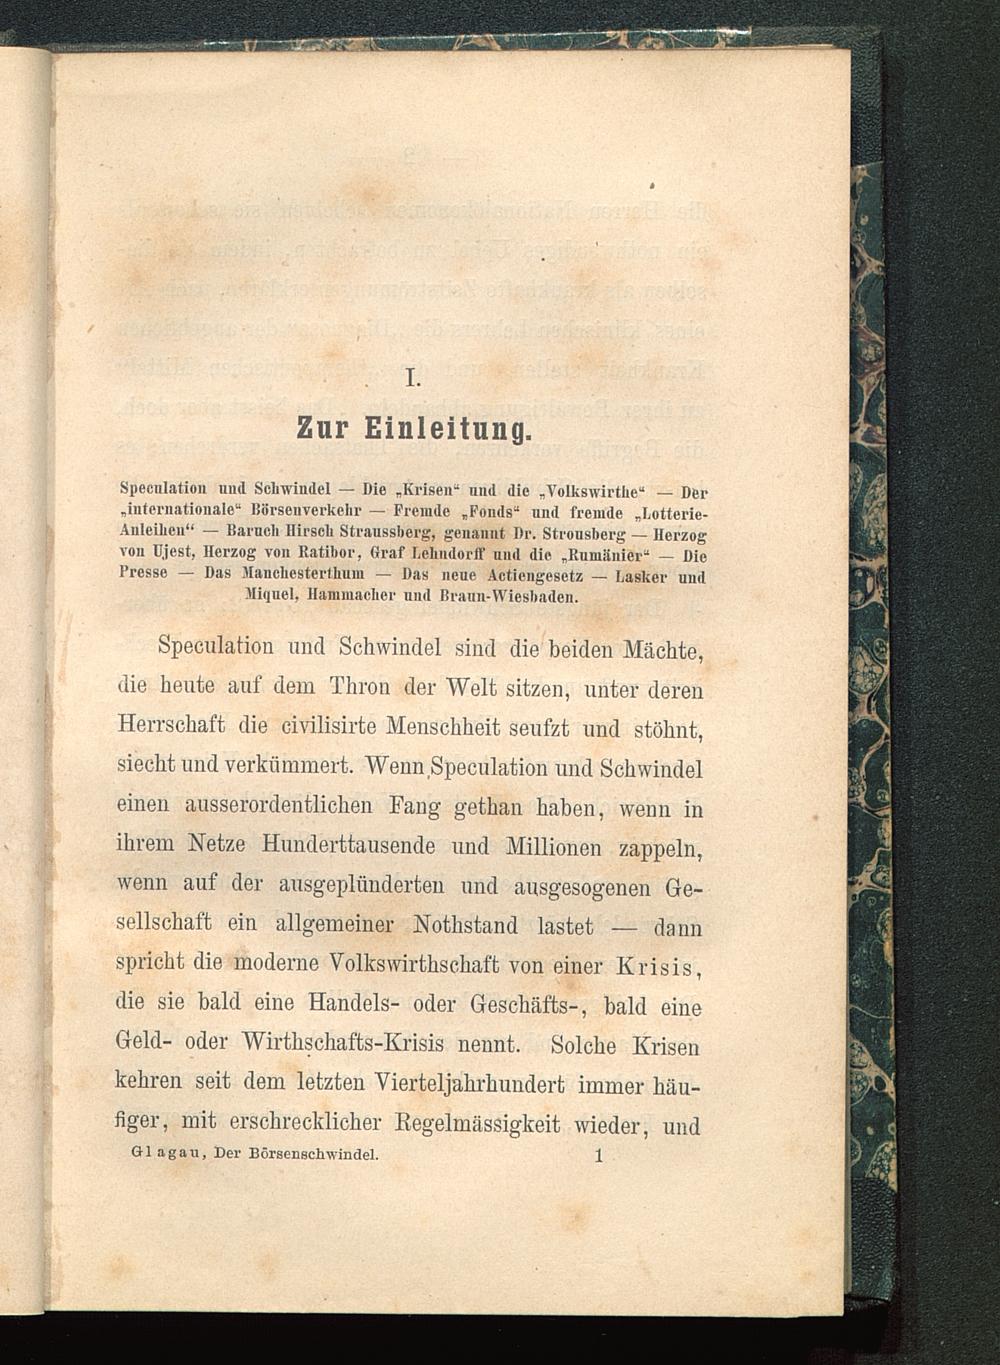 I.
Zur Einleitung.
Speculation und Schwindel — Die „Krisen“ und die „Volkswirthe“ — Der
„internationale“ Börsenverkehr — Fremde „Fonds“ und fremde „Lotterie-
Anleihen“ — Baruch Hirsch Straussberg, genannt Dr. Strousberg — Herzog
von Ujest, Herzog von Ratibor, Graf Lehndorff und die „Rumänier“ — Die
Presse — Das Manchesterthum — Das neue Actiengesetz — Lasker und
Miquel, Hammacher und Braun-Wiesbaden.
Speculation und Schwindel sind die beiden Mächte,
die heute auf dem Thron der Welt sitzen, unter deren
Herrschaft die civilisirte Menschheit seufzt und stöhnt,
siecht und verkümmert. Wenn Speculation und Schwindel
einen ausserordentlichen Fang gethan haben, wenn in
ihrem Netze Hunderttausende und Millionen zappeln,
wenn auf der ausgeplünderten und ausgesogenen Ge-
sellschaft ein allgemeiner Nothstand lastet — dann
spricht die moderne Volkswirthschaft von einer Krisis,
die sie bald eine Handels- oder Geschäfts-, bald eine
Geld- oder Wirthschafts-Krisis nennt. Solche Krisen
kehren seit dem letzten Vierteljahrhundert immer häu-
figer, mit erschrecklicher Regelmässigkeit wieder, und
Glagau, Der Börsenschwindel. 1